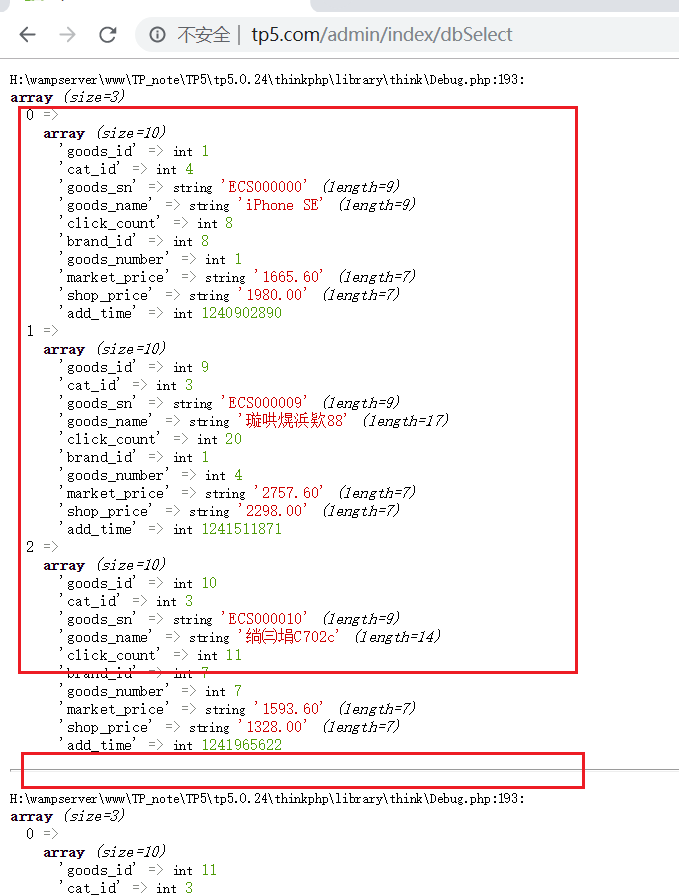 不安全 | tp5.com/admin/index/dbSelect
H:\wampserver\www\TP_note\TP5\tp5.0.24\thinkphp\library\think\Debug.php:193:
array (size=3)
0 =>
array (size=10)
'goods_id' => int 1
'cat_id' => int 4
'goods_sn' => string 'ECS000000' (length=9)
'goods_name' => string 'iPhone SE' (length=9)
'click_count' => int 8
'brand_id' => int 8
'goods_number' => int 1
'market_price' => string '1665.60' (length=7)
'shop_price' => string '1980.00' (length=7)
'add_time' => int 1240902890
1 =>
array (size=10)
'goods_id' => int 9
'cat_id' => int 3
'goods_sn' => string 'ECS000009' (length=9)
'goods_name' => string '璇哄熀浜欬88' (length=17)
'click_count' => int 20
'brand_id' => int 1
'goods_number' => int 4
'market_price' => string '2757.60' (length=7)
'shop_price' => string '2298.00' (length=7)
'add_time' => int 1241511871
2 =>
array (size=10)
'goods_id' => int 10
'cat_id' => int 3
'goods_sn' => string 'ECS000010' (length=9)
'goods_name' => string '绱㈢埍C702c' (length=14)
'click_count' => int 11
'brand_id' => int 7
'goods_number' => int 7
'market_price' => string '1593.60' (length=7)
'shop_price' => string '1328.00' (length=7)
'add_time' => int 1241965622
H:\wampserver\www\TP_note\TP5\tp5.0.24\thinkphp\library\think\Debug.php:193:
array (size=3)
0 =>
array (size=10)
'goods_id' => int 11
'cat_id' => int 3